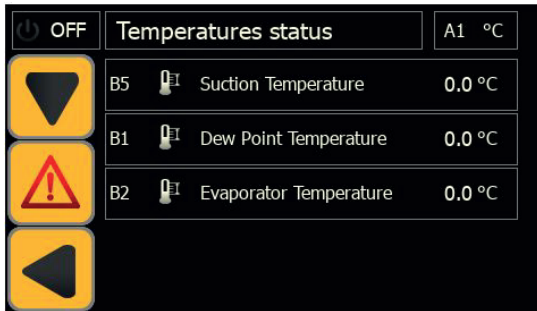 OFF Temperatures status A1 °C
B5 Suction Temperature 0.0 °C
B1 Dew Point Temperature 0.0 °C
B2 Evaporator Temperature 0.0 °C